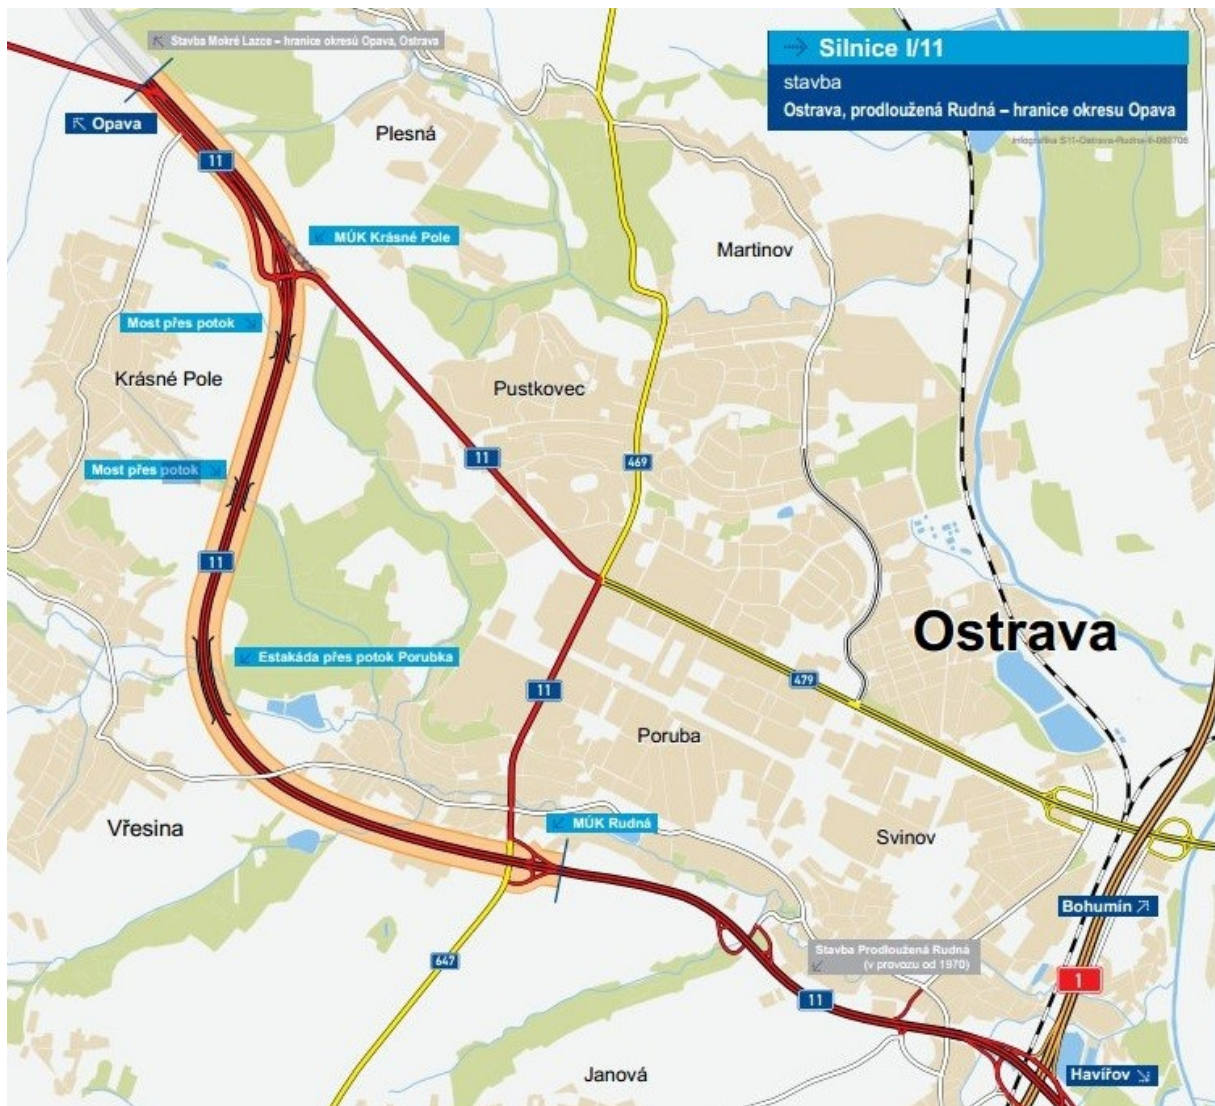 Stavba Mokré Lazce – hranice okresů Opava, Ostrava
Silnice I/11
stavba
Ostrava, prodloužená Rudná – hranice okresu Opava
Opava
Plesná
11
MÚK Krásné Pole
Martinov
Most přes potok
Krásné Pole
Pustkovec
11
469
Most přes potok
11
Ostrava
Estakáda přes potok Porubka
479
11
Poruba
Vřesina
MÚK Rudná
Svinov
Bohumín
Stavba Prodloužená Rudná
(v provozu od 1970)
647
1
11
Janová
Havířov